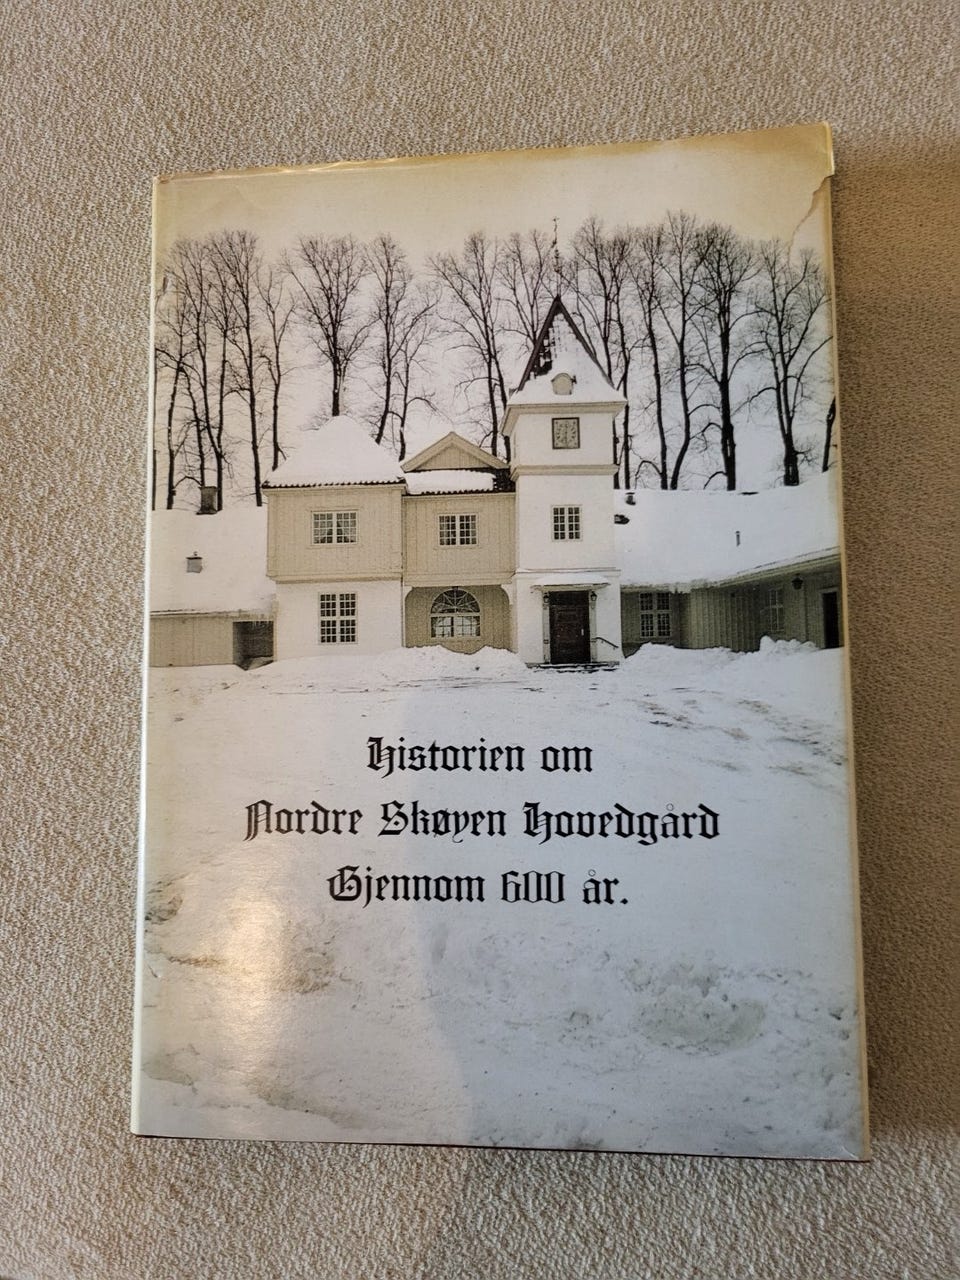 Historien om
Nordre Skøyen Hovedgård
Gjennom 600 år.